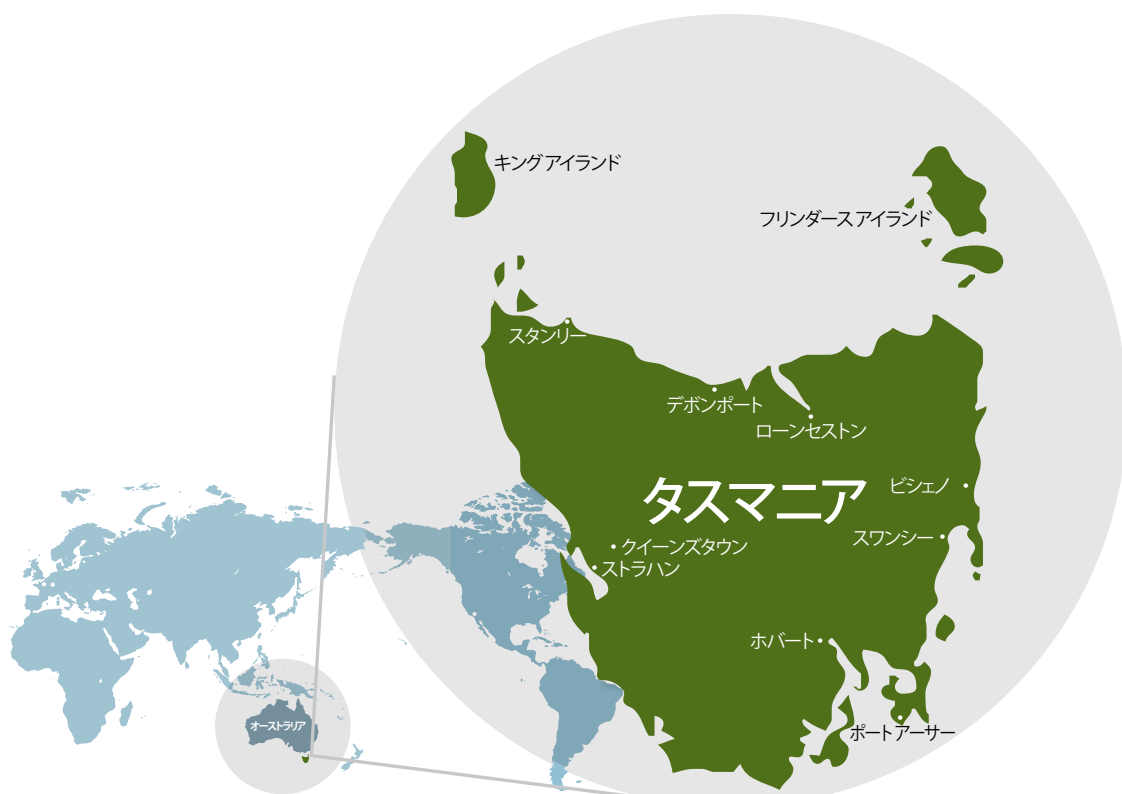 キングアイランド
フリンダースアイランド
スタンリー
デボンポート
ローンセストン
タスマニア
ビシェノ
スワンシー
クイーンズタウン
ストラハン
ホバート
ポートアーサー
オーストラリア